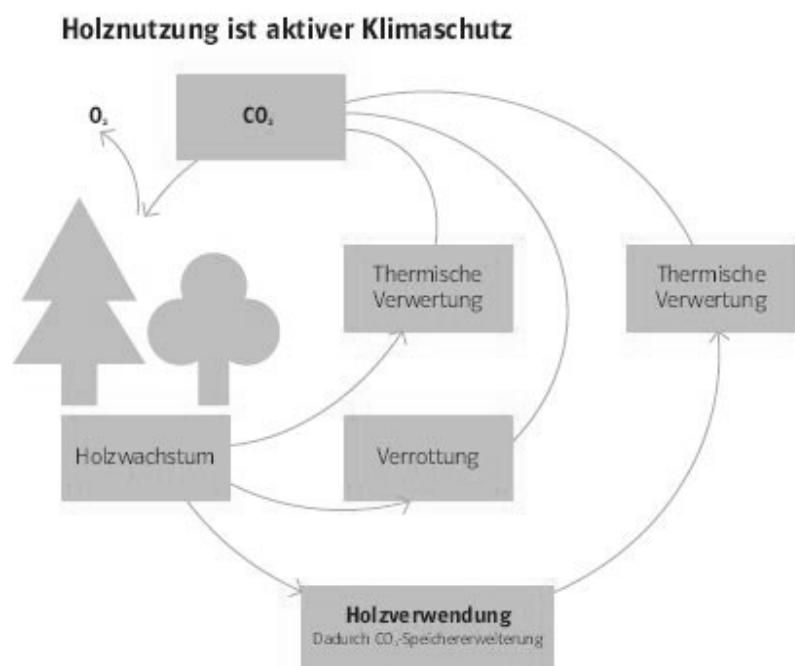 Holznutzung ist aktiver Klimaschutz
O₂
CO₂
Thermische
Verwertung
Thermische
Verwertung
Holzwachstum
Verrottung
Holzverwendung
Dadurch CO₂-Speichererweiterung